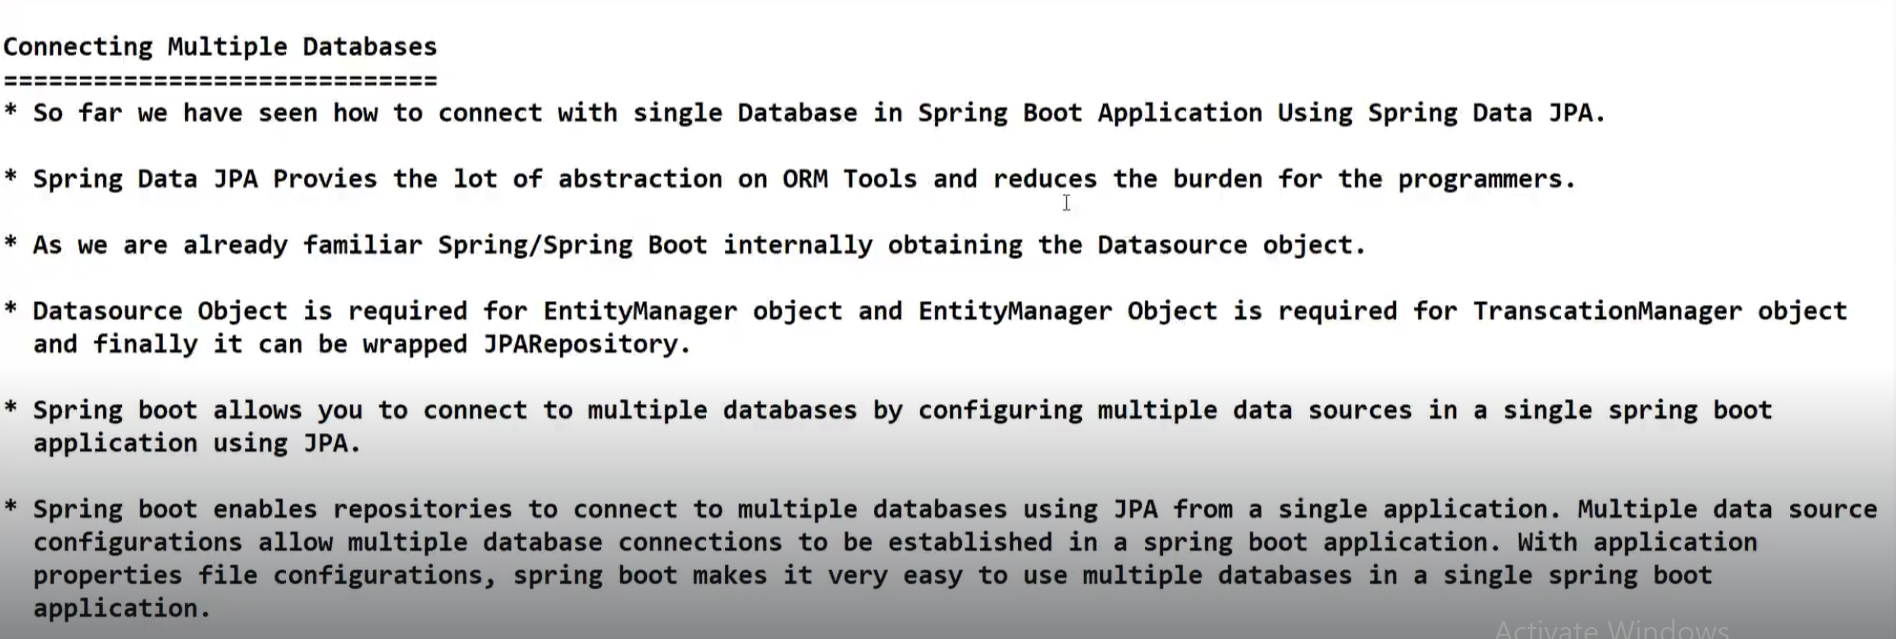 Connecting Multiple Databases
=============================
* So far we have seen how to connect with single Database in Spring Boot Application Using Spring Data JPA.
* Spring Data JPA Provies the lot of abstraction on ORM Tools and reduces the burden for the programmers.
* As we are already familiar Spring/Spring Boot internally obtaining the Datasource object.
* Datasource Object is required for EntityManager object and EntityManager Object is required for TranscationManager object
and finally it can be wrapped JPARepository.
* Spring boot allows you to connect to multiple databases by configuring multiple data sources in a single spring boot
application using JPA.
* Spring boot enables repositories to connect to multiple databases using JPA from a single application. Multiple data source
configurations allow multiple database connections to be established in a spring boot application. With application
properties file configurations, spring boot makes it very easy to use multiple databases in a single spring boot
application.
Activate Windows